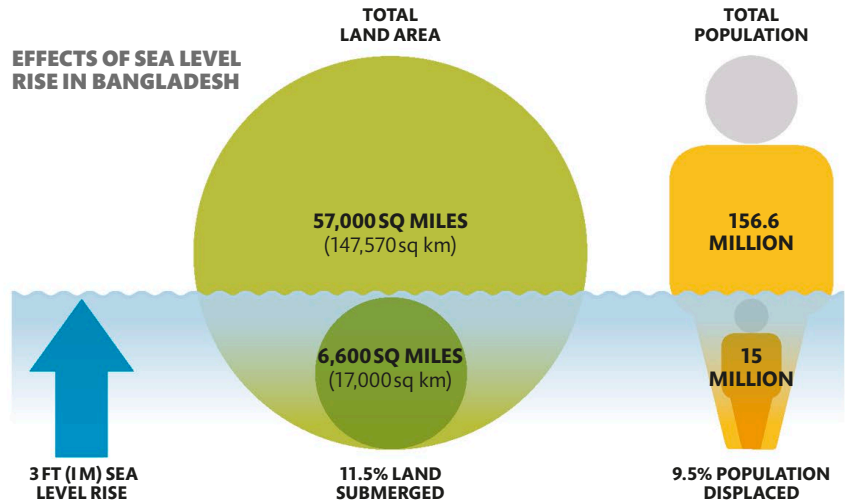 EFFECTS OF SEA LEVEL
RISE IN BANGLADESH
TOTAL
LAND AREA
TOTAL
POPULATION
57,000 SQ MILES
(147,570 sq km)
156.6
MILLION
6,600 SQ MILES
(17,000 sq km)
15
MILLION
3 FT (1 M) SEA
LEVEL RISE
11.5% LAND
SUBMERGED
9.5% POPULATION
DISPLACED